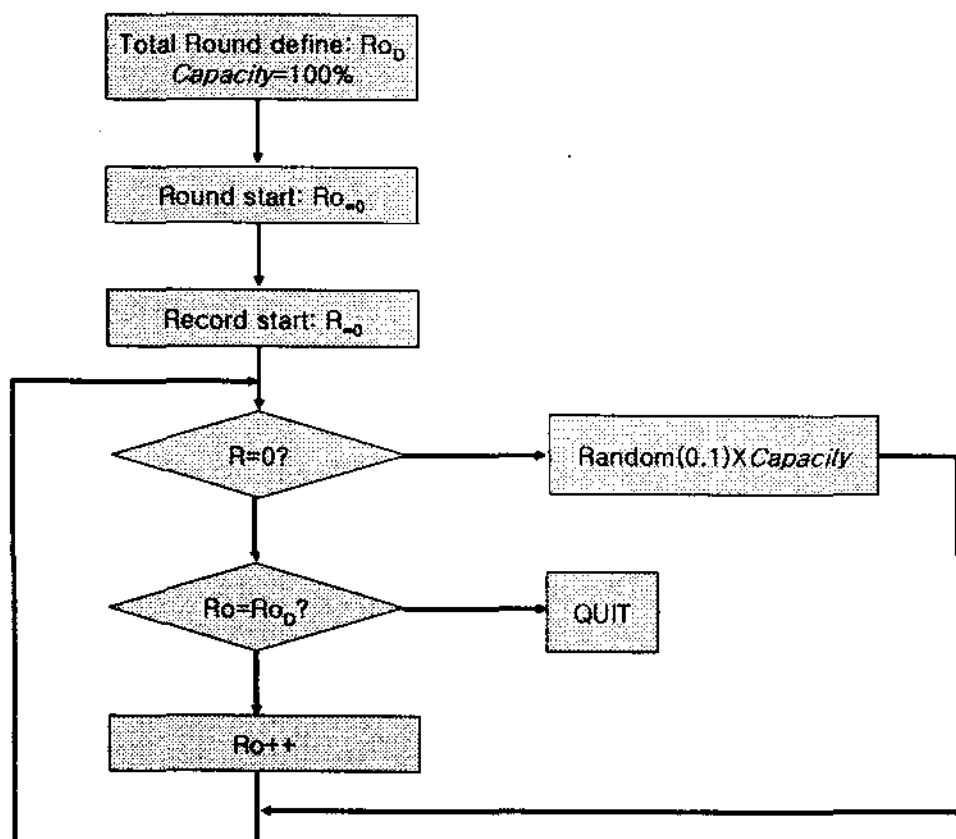 Total Round define: Ro_D
Capacity=100%
Round start: Ro_=0
Record start: R_=0
R=0?
Random(0.1)XCapacity
Ro=Ro_D?
QUIT
Ro++